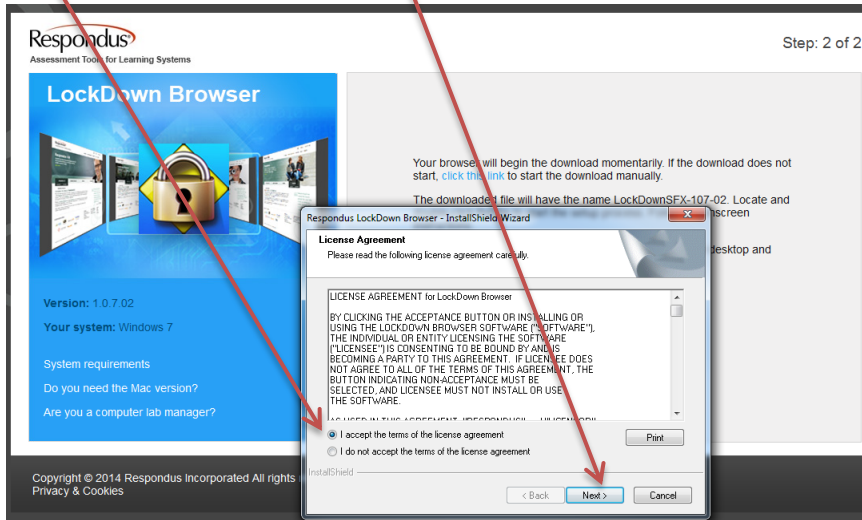 Respondus
Assessment Tools for Learning Systems
Step: 2 of 2
LockDown Browser
Version: 1.0.7.02
Your system: Windows 7
System requirements
Do you need the Mac version?
Are you a computer lab manager?
Your browser will begin the download momentarily. If the download does not
start, click this link to start the download manually.
The downloaded file will have the name LockDownSFX-107-02. Locate and
nscreen
desktop and
Respondus LockDown Browser - InstallShield Wizard
License Agreement
Please read the following license agreement carefully.
LICENSE AGREEMENT for LockDown Browser
BY CLICKING THE ACCEPTANCE BUTTON OR INSTALLING OR
USING THE LOCKDOWN BROWSER SOFTWARE ("SOFTWARE"),
THE INDIVIDUAL OR ENTITY LICENSING THE SOFTWARE
("LICENSEE") IS CONSENTING TO BE BOUND BY AND IS
BECOMING A PARTY TO THIS AGREEMENT. IF LICENSEE DOES
NOT AGREE TO ALL OF THE TERMS OF THIS AGREEMENT, THE
BUTTON INDICATING NON-ACCEPTANCE MUST BE
SELECTED, AND LICENSEE MUST NOT INSTALL OR USE
THE SOFTWARE.
I accept the terms of the license agreement
I do not accept the terms of the license agreement
Print
InstallShield
< Back
Next >
Cancel
Copyright © 2014 Respondus Incorporated All rights
Privacy & Cookies